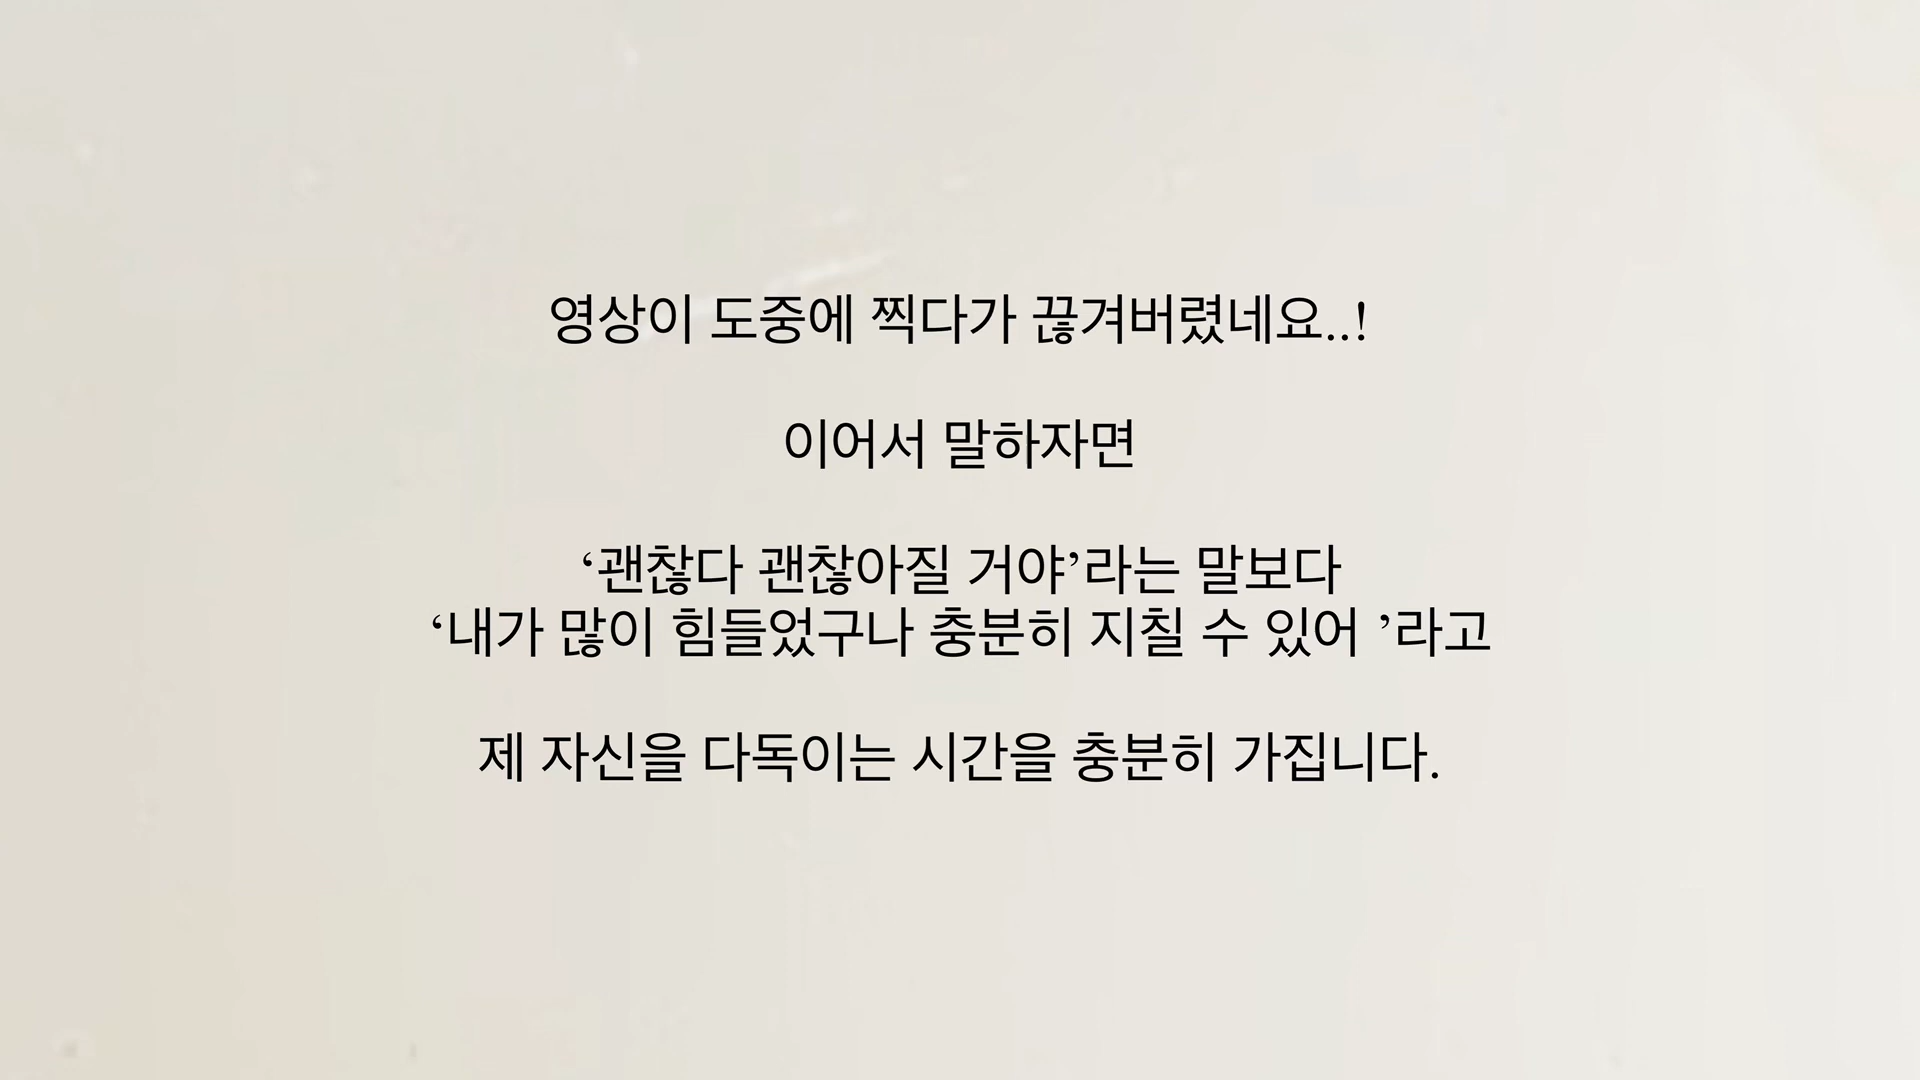 영상이 도중에 찍다가 끊겨버렸네요..!
이어서 말하자면
‘괜찮다 괜찮아질 거야’라는 말보다
‘내가 많이 힘들었구나 충분히 지칠 수 있어 ’라고
제 자신을 다독이는 시간을 충분히 가집니다.